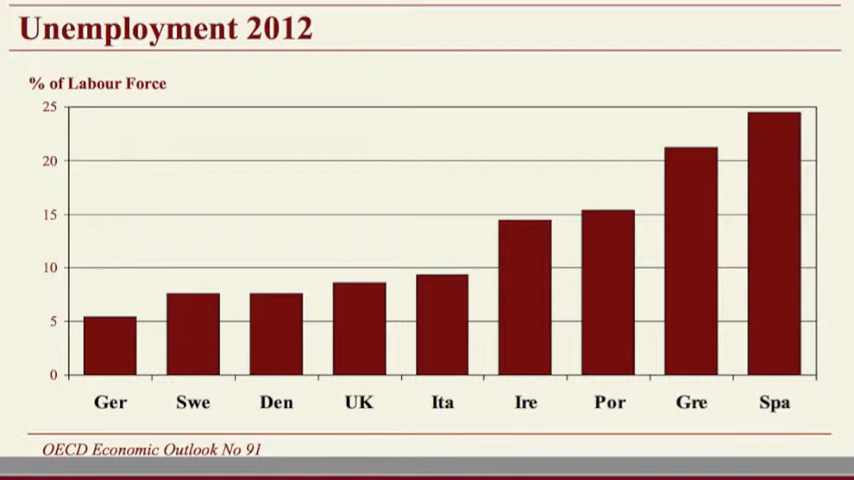 Unemployment 2012
% of Labour Force
25
20
15
10
5
0
Ger Swe Den UK Ita Ire Por Gre Spa
OECD Economic Outlook No 91